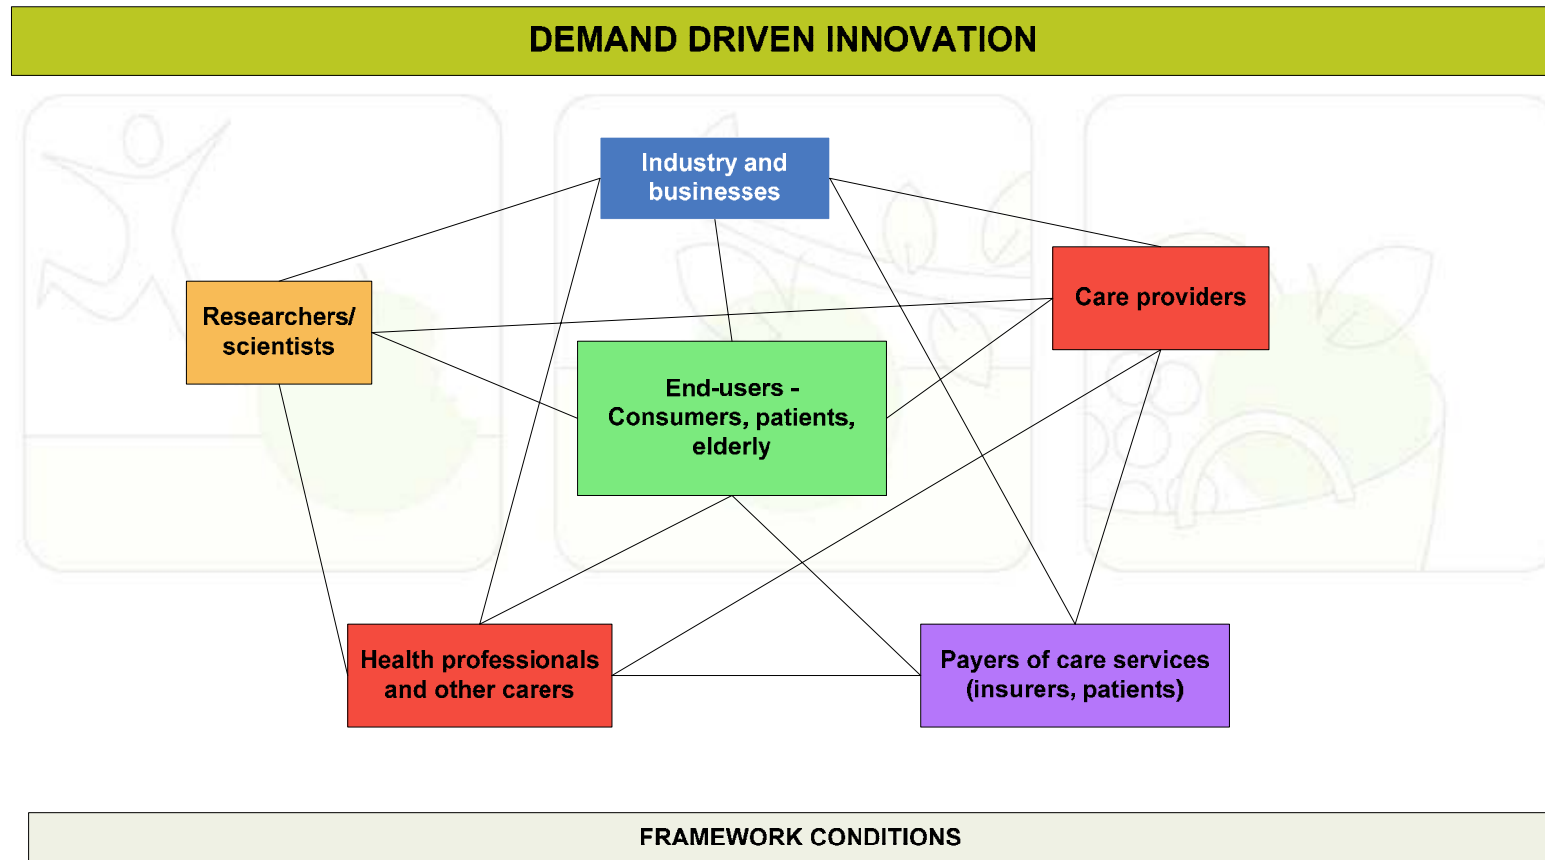 DEMAND DRIVEN INNOVATION
Industry and
businesses
Care providers
Researchers/
scientists
End-users -
Consumers, patients,
elderly
Health professionals
and other carers
Payers of care services
(insurers, patients)
FRAMEWORK CONDITIONS